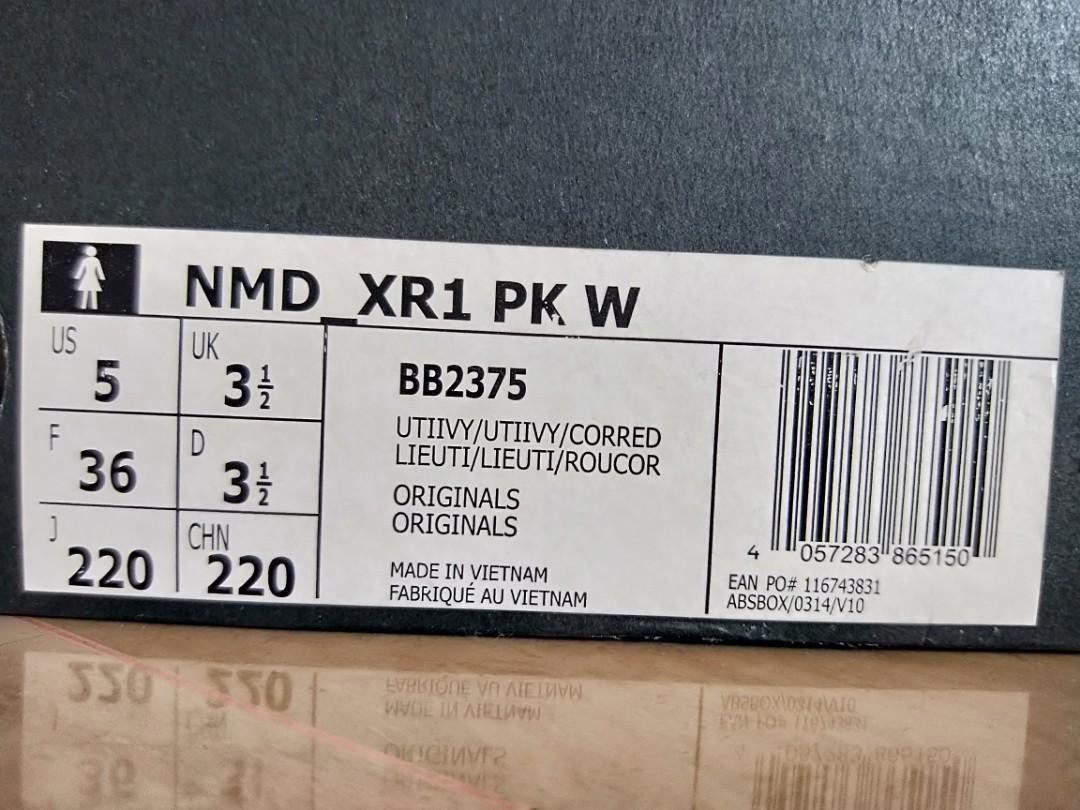 NMD_XR1 PK W
US
5
UK
3 1/2
F
36
D
3 1/2
J
220
CHN
220
BB2375
UTIIVY/UTIIVY/CORRED
LIEUTI/LIEUTI/ROUCOR
ORIGINALS
ORIGINALS
MADE IN VIETNAM
FABRIQUÉ AU VIETNAM
4 057283 865150
EAN PO# 116743831
ABSBOX/0314/V10